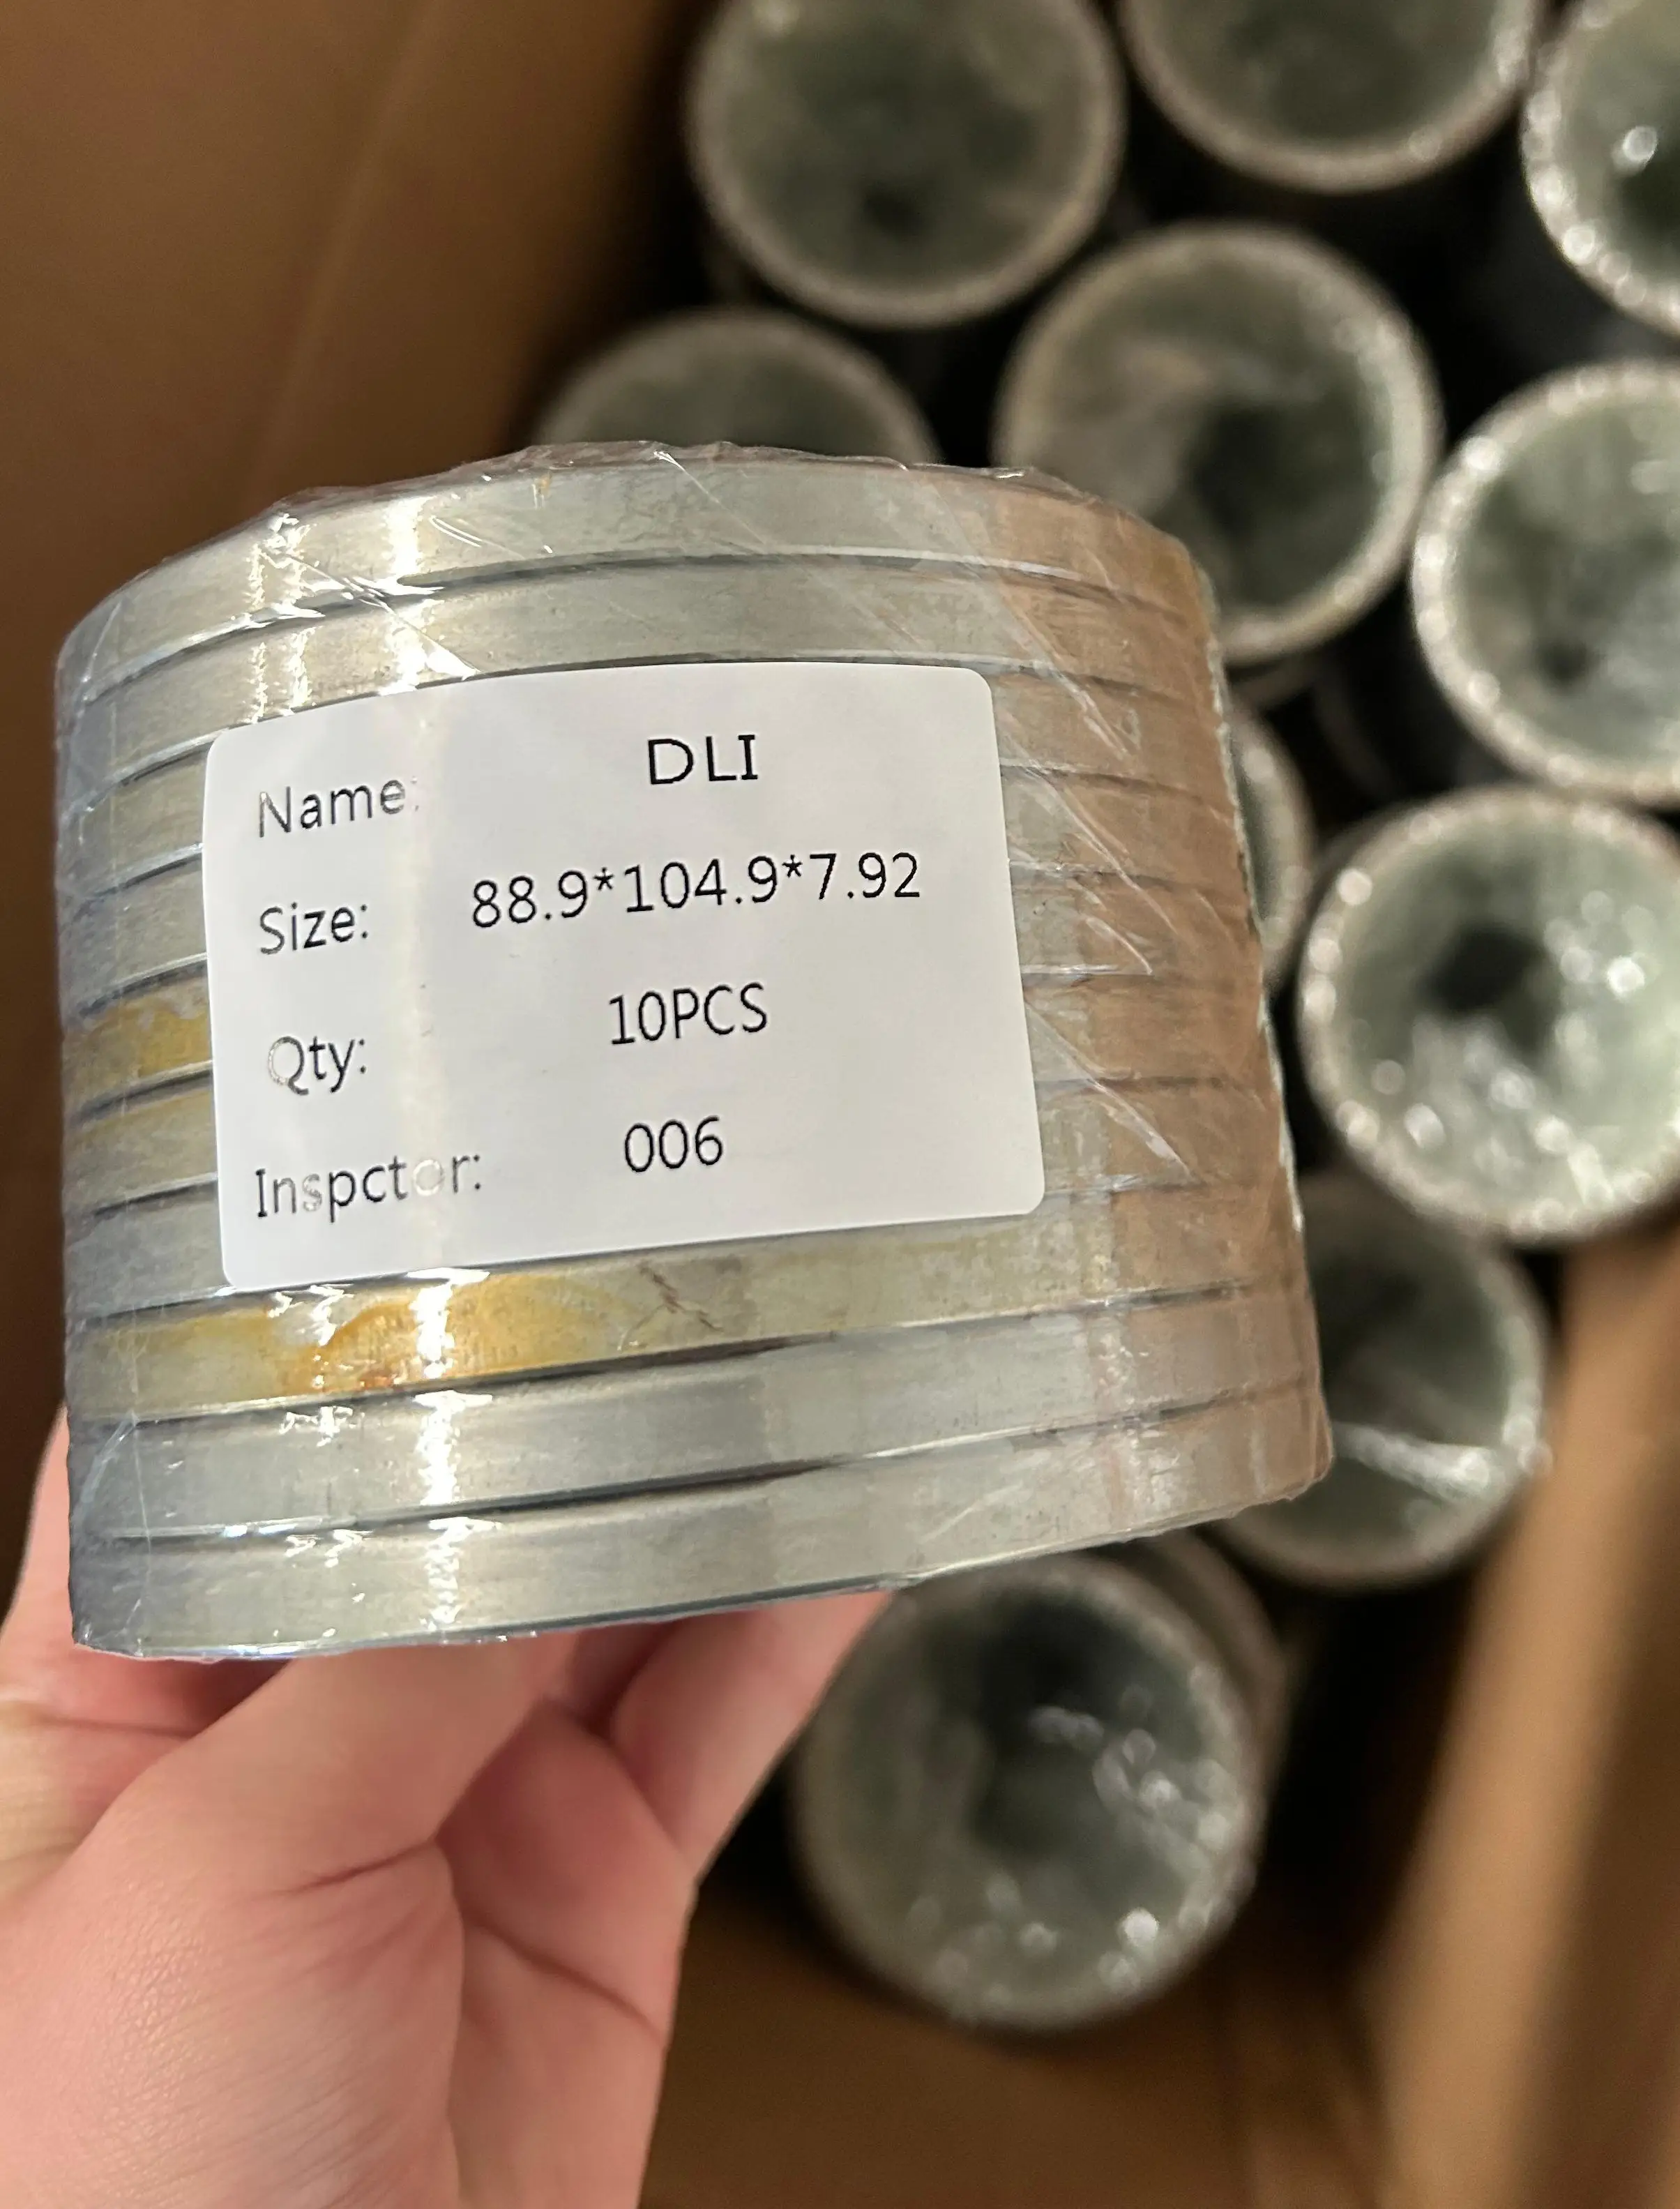 Name: DLI
Size: 88.9*104.9*7.92
Qty: 10PCS
Inspctor: 006